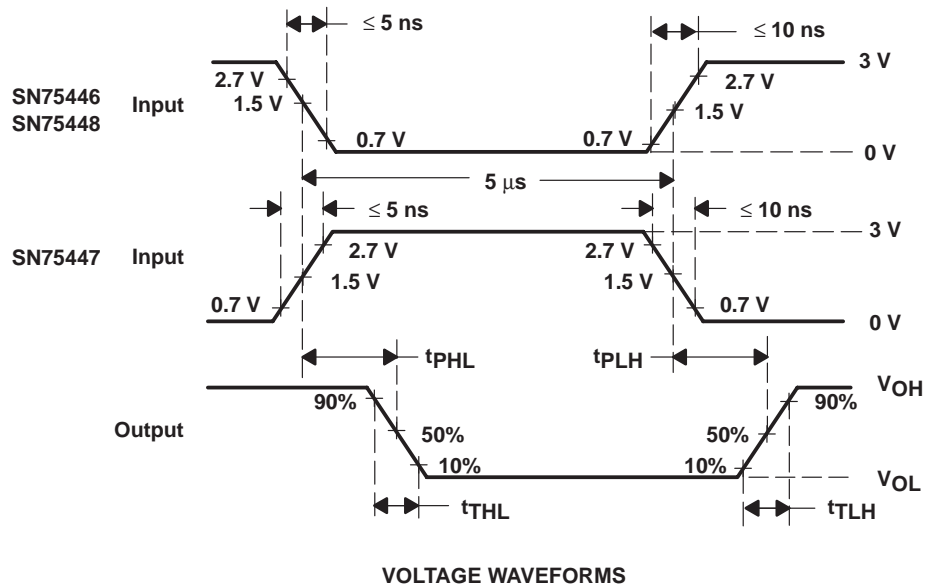 ≤ 5 ns
≤ 10 ns
3 V
2.7 V
2.7 V
SN75446
SN75448
Input
1.5 V
1.5 V
0.7 V
0.7 V
0 V
5 μs
≤ 5 ns
≤ 10 ns
3 V
SN75447
Input
2.7 V
2.7 V
1.5 V
1.5 V
0.7 V
0.7 V
0 V
tPHL
tPLH
VOH
90%
90%
Output
50%
50%
10%
10%
VOL
tTHL
tTLH
VOLTAGE WAVEFORMS